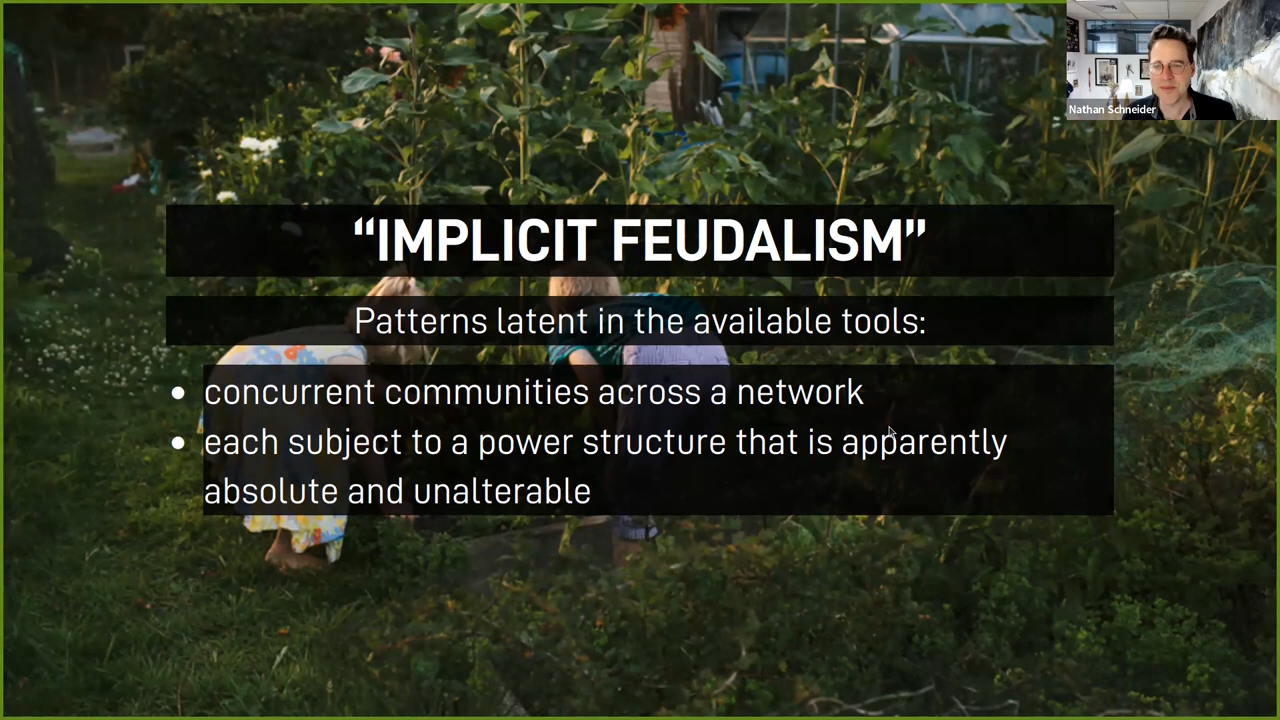 Nathan Schneider
“IMPLICIT FEUDALISM”
Patterns latent in the available tools:
• concurrent communities across a network
• each subject to a power structure that is apparently
absolute and unalterable